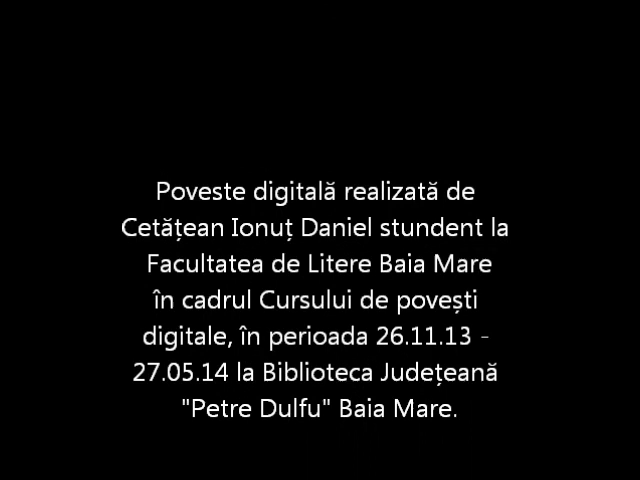 Poveste digitală realizată de
Cetățean Ionuț Daniel stundent la
Facultatea de Litere Baia Mare
în cadrul Cursului de povești
digitale, în perioada 26.11.13 -
27.05.14 la Biblioteca Județeană
"Petre Dulfu" Baia Mare.